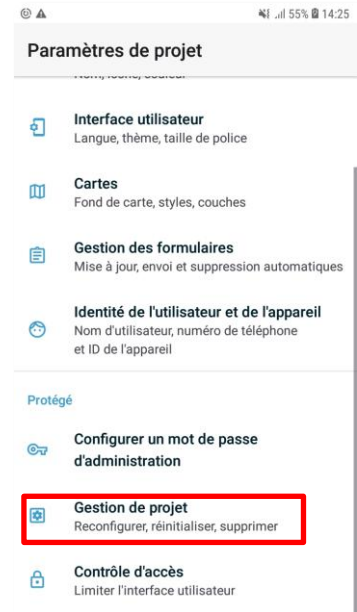 55% 14:25
Paramètres de projet
Nom, icône, couleur
Interface utilisateur
Langue, thème, taille de police
Cartes
Fond de carte, styles, couches
Gestion des formulaires
Mise à jour, envoi et suppression automatiques
Identité de l'utilisateur et de l'appareil
Nom d'utilisateur, numéro de téléphone
et ID de l'appareil
Protégé
Configurer un mot de passe
d'administration
Gestion de projet
Reconfigurer, réinitialiser, supprimer
Contrôle d'accès
Limiter l'interface utilisateur